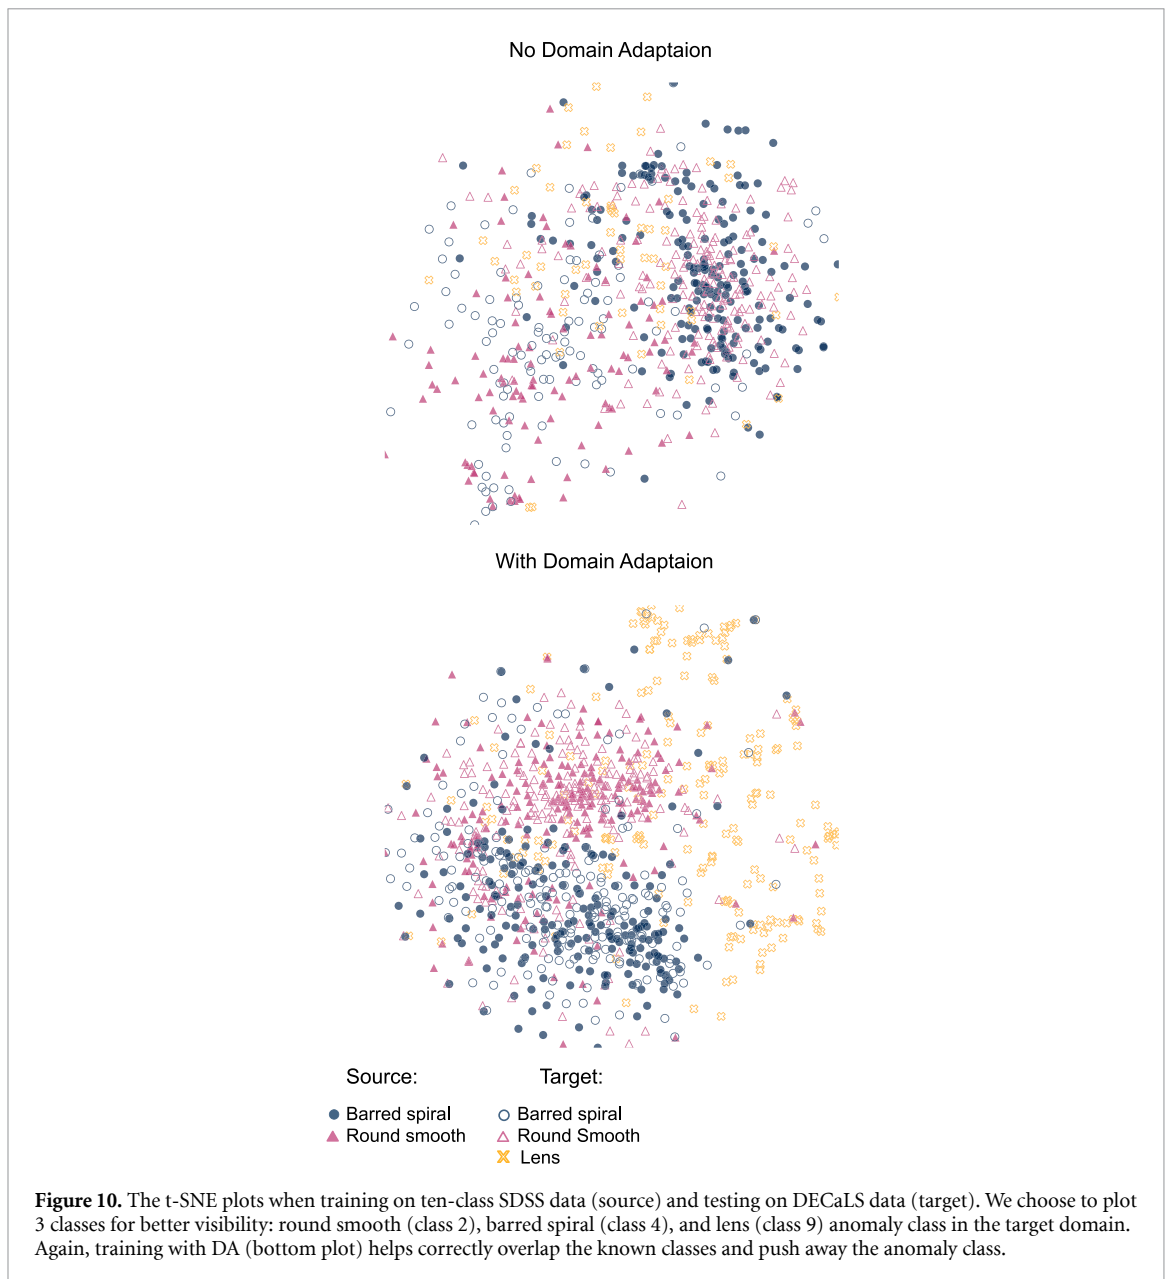 No Domain Adaptaion
With Domain Adaptaion
Source: Target:
Barred spiral Barred spiral
Round smooth Round Smooth
Lens
Figure 10. The t-SNE plots when training on ten-class SDSS data (source) and testing on DECaLS data (target). We choose to plot
3 classes for better visibility: round smooth (class 2), barred spiral (class 4), and lens (class 9) anomaly class in the target domain.
Again, training with DA (bottom plot) helps correctly overlap the known classes and push away the anomaly class.